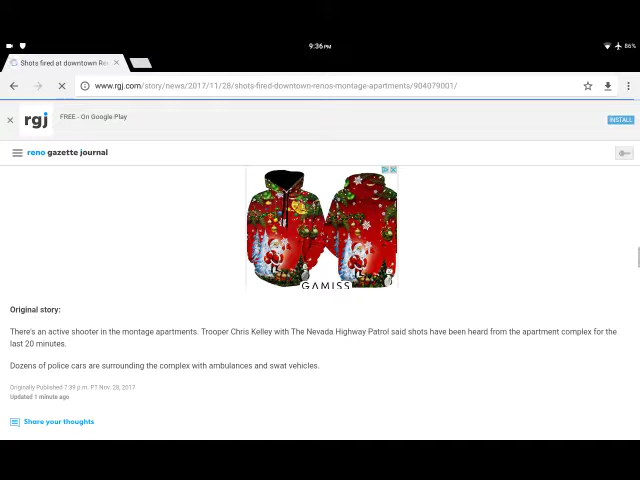 9:36 PM
86%
Shots fired at downtown Re
www.rgj.com/story/news/2017/11/28/shots-fired-downtown-renos-montage-apartments/904079001/
rgj
FREE - On Google Play
INSTALL
reno gazette journal
GAMISS
Original story:
There's an active shooter in the montage apartments. Trooper Chris Kelley with The Nevada Highway Patrol said shots have been heard from the apartment complex for the
last 20 minutes.
Dozens of police cars are surrounding the complex with ambulances and swat vehicles.
Originally Published 7:39 p.m. PT Nov. 28, 2017
Updated 1 minute ago
Share your thoughts